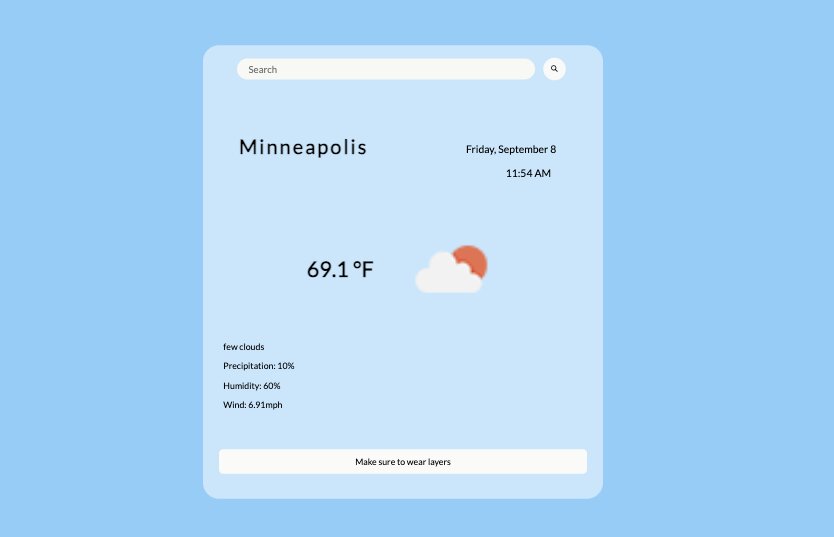 Search
Minneapolis
Friday, September 8
11:54 AM
69.1 °F
few clouds
Precipitation: 10%
Humidity: 60%
Wind: 6.91mph
Make sure to wear layers